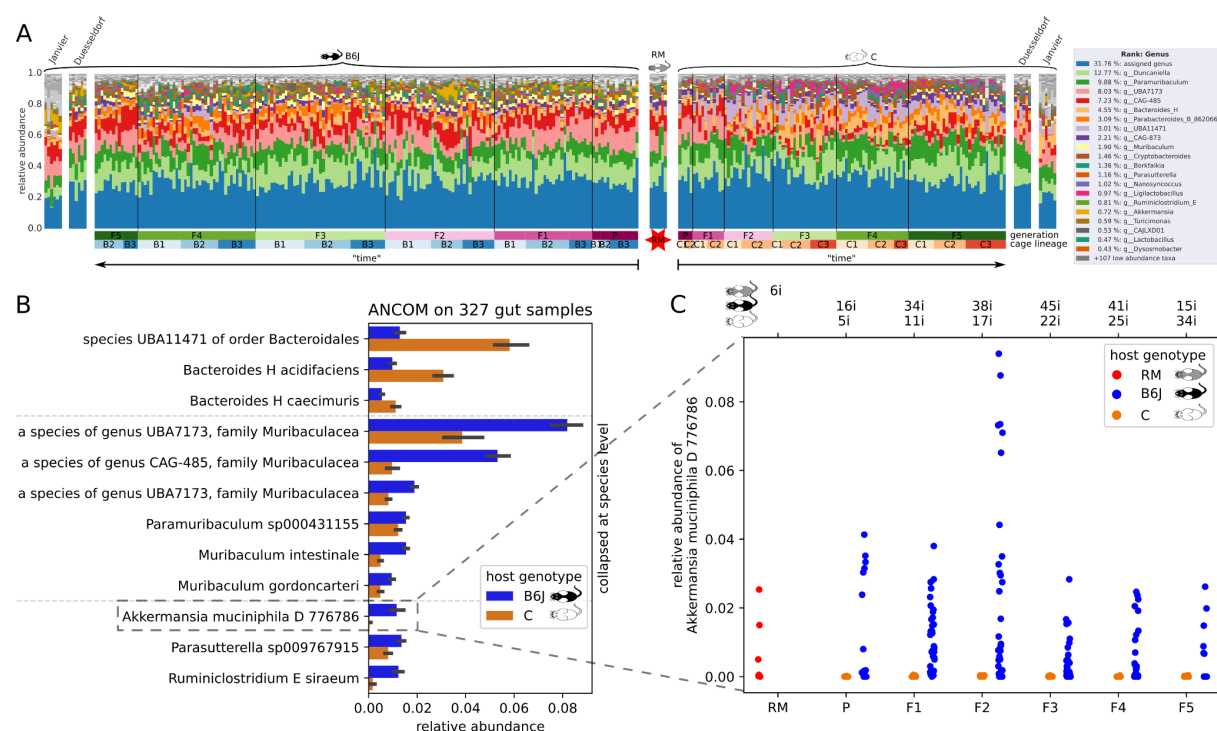 A
Janvier
Duesseldorf
B6J
RM
C
Duesseldorf
Janvier
relative abundance
1.0
0.8
0.6
0.4
0.2
0.0
F5 F4 F3 F2 F1 P
B2 B3 B1 B2 B3 B1 B2 B3 B1 B2 B3 B1 B2 B3 B1 B2 B3
RM
P F1 F2 F3 F4 F5
C1 C2 C1 C2 C1 C2 C1 C2 C3 C1 C2 C3 C1 C2 C3
generation
cage lineage
"time"
"time"
Rank: Genus
31.76 %: assigned genus
12.77 %: g__Duncaniella
9.88 %: g__Paramuribaculum
8.03 %: g__UBA7173
7.23 %: g__CAG-485
4.55 %: g__Bacteroides_H
3.09 %: g__Parabacteroides_B_862066
3.01 %: g__UBA11471
2.21 %: g__CAG-873
1.90 %: g__Muribaculum
1.46 %: g__Cryptobacteroides
1.36 %: g__Borkfalkia
1.16 %: g__Parasutterella
1.02 %: g__Nanosyncoccus
0.97 %: g__Ligilactobacillus
0.81 %: g__Ruminiclostridium_E
0.72 %: g__Akkermansia
0.59 %: g__Turicimonas
0.53 %: g__CAJLXD01
0.47 %: g__Lactobacillus
0.43 %: g__Dysosmobacter
+107 low abundance taxa
B
ANCOM on 327 gut samples
species UBA11471 of order Bacteroidales
Bacteroides H acidifaciens
Bacteroides H caecimuris
a species of genus UBA7173, family Muribaculacea
a species of genus CAG-485, family Muribaculacea
a species of genus UBA7173, family Muribaculacea
Paramuribaculum sp000431155
Muribaculum intestinale
Muribaculum gordoncarteri
Akkermansia muciniphila D 776786
Parasutterella sp009767915
Ruminiclostridium E siraeum
host genotype
B6J
C
collapsed at species level
0.00 0.02 0.04 0.06 0.08
relative abundance
C
6i
16i 34i 38i 45i 41i 15i
5i 11i 17i 22i 25i 34i
relative abundance of
Akkermansia muciniphila D 776786
0.08
0.06
0.04
0.02
0.00
host genotype
RM
B6J
C
RM P F1 F2 F3 F4 F5